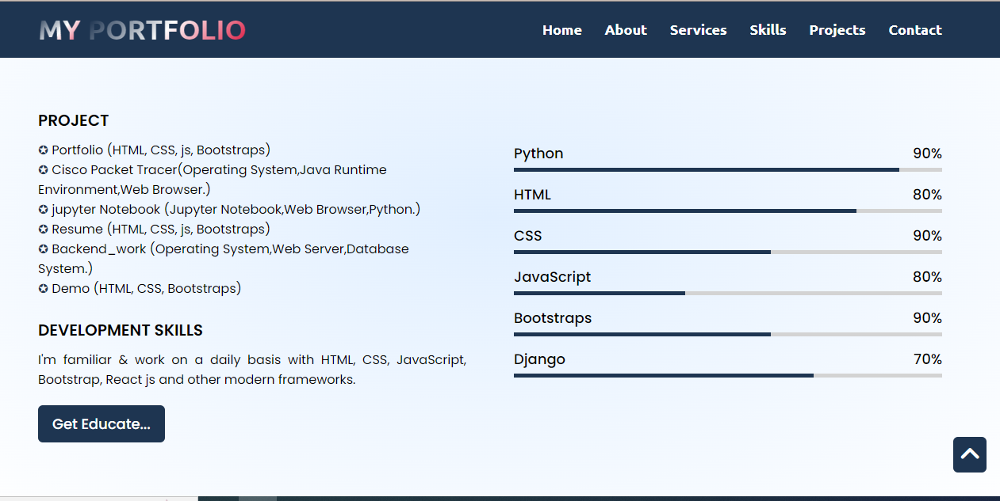 MY PORTFOLIO
Home About Services Skills Projects Contact
PROJECT
✪ Portfolio (HTML, CSS, js, Bootstraps)
✪ Cisco Packet Tracer(Operating System,Java Runtime
Environment,Web Browser.)
✪ jupyter Notebook (Jupyter Notebook,Web Browser,Python.)
✪ Resume (HTML, CSS, js, Bootstraps)
✪ Backend_work (Operating System,Web Server,Database
System.)
✪ Demo (HTML, CSS, Bootstraps)
DEVELOPMENT SKILLS
I'm familiar & work on a daily basis with HTML, CSS, JavaScript,
Bootstrap, React js and other modern frameworks.
Get Educate...
Python 90%
HTML 80%
CSS 90%
JavaScript 80%
Bootstraps 90%
Django 70%